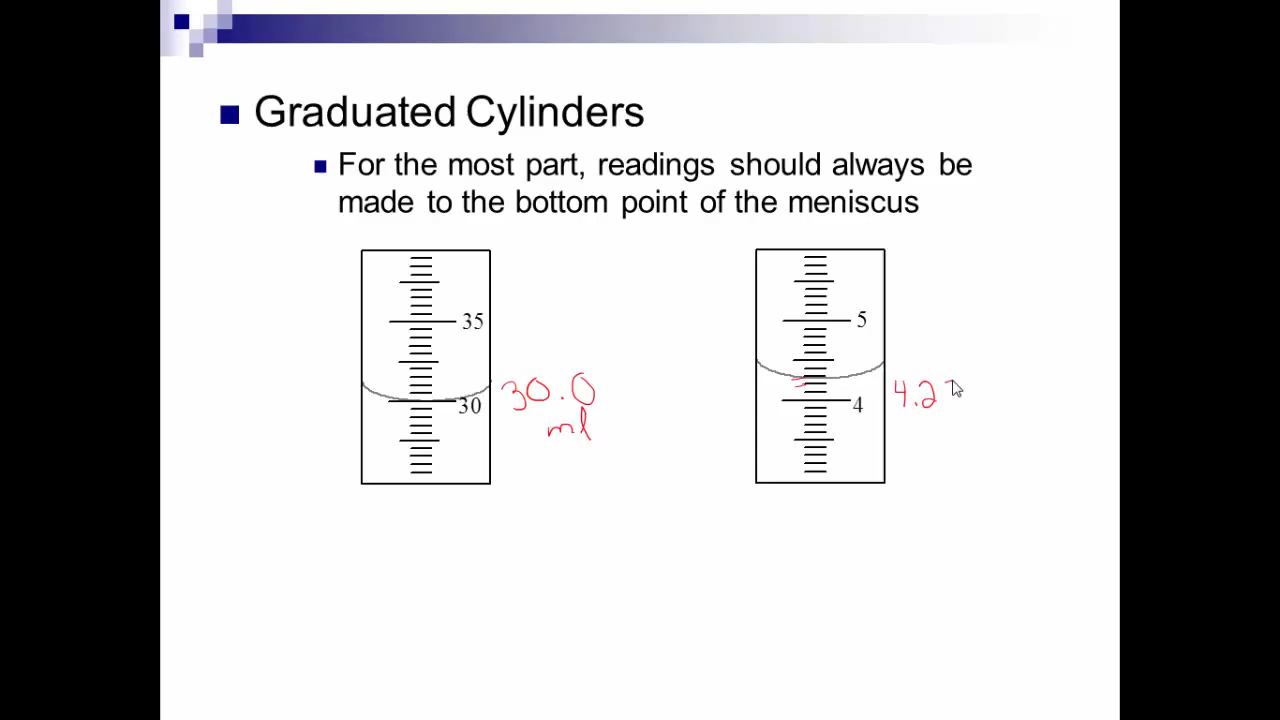 Graduated Cylinders
For the most part, readings should always be
made to the bottom point of the meniscus
35
30
30.0
ml
5
4
4.2